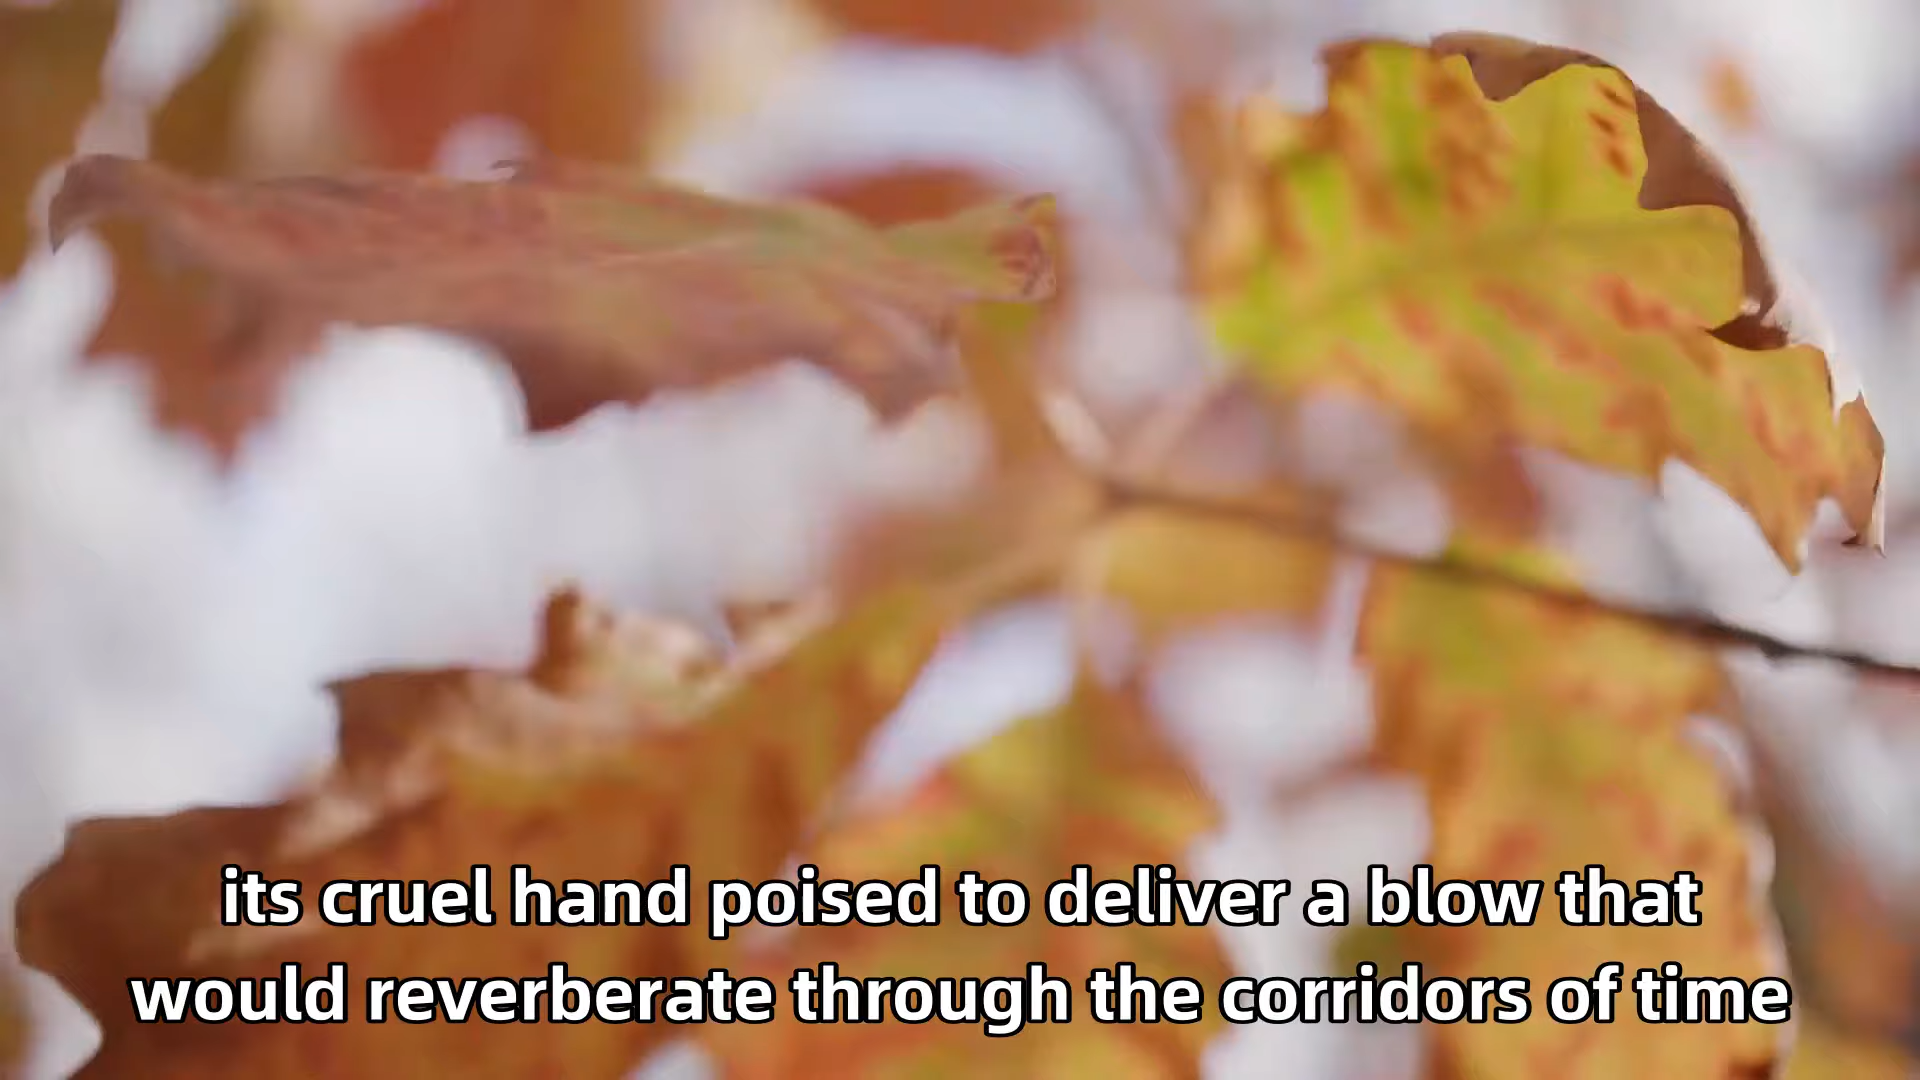 its cruel hand poised to deliver a blow that
would reverberate through the corridors of time